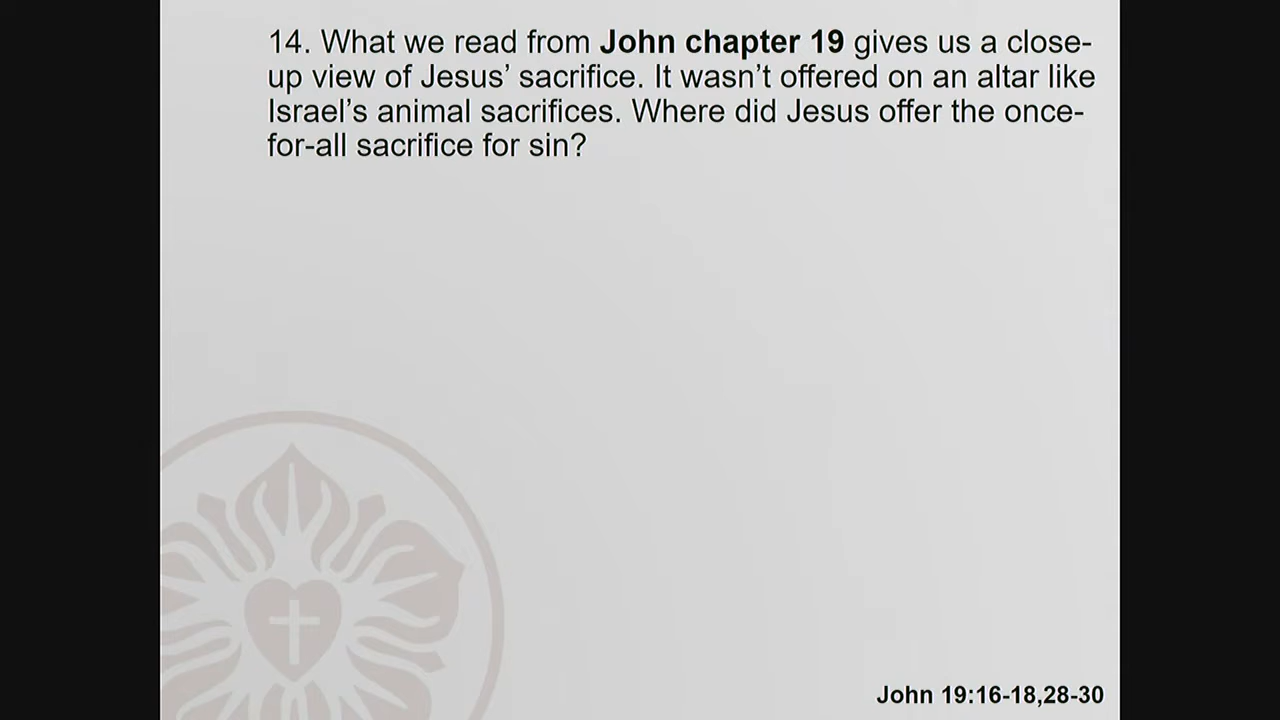 14. What we read from John chapter 19 gives us a close-
up view of Jesus’ sacrifice. It wasn’t offered on an altar like
Israel’s animal sacrifices. Where did Jesus offer the once-
for-all sacrifice for sin?
John 19:16-18,28-30